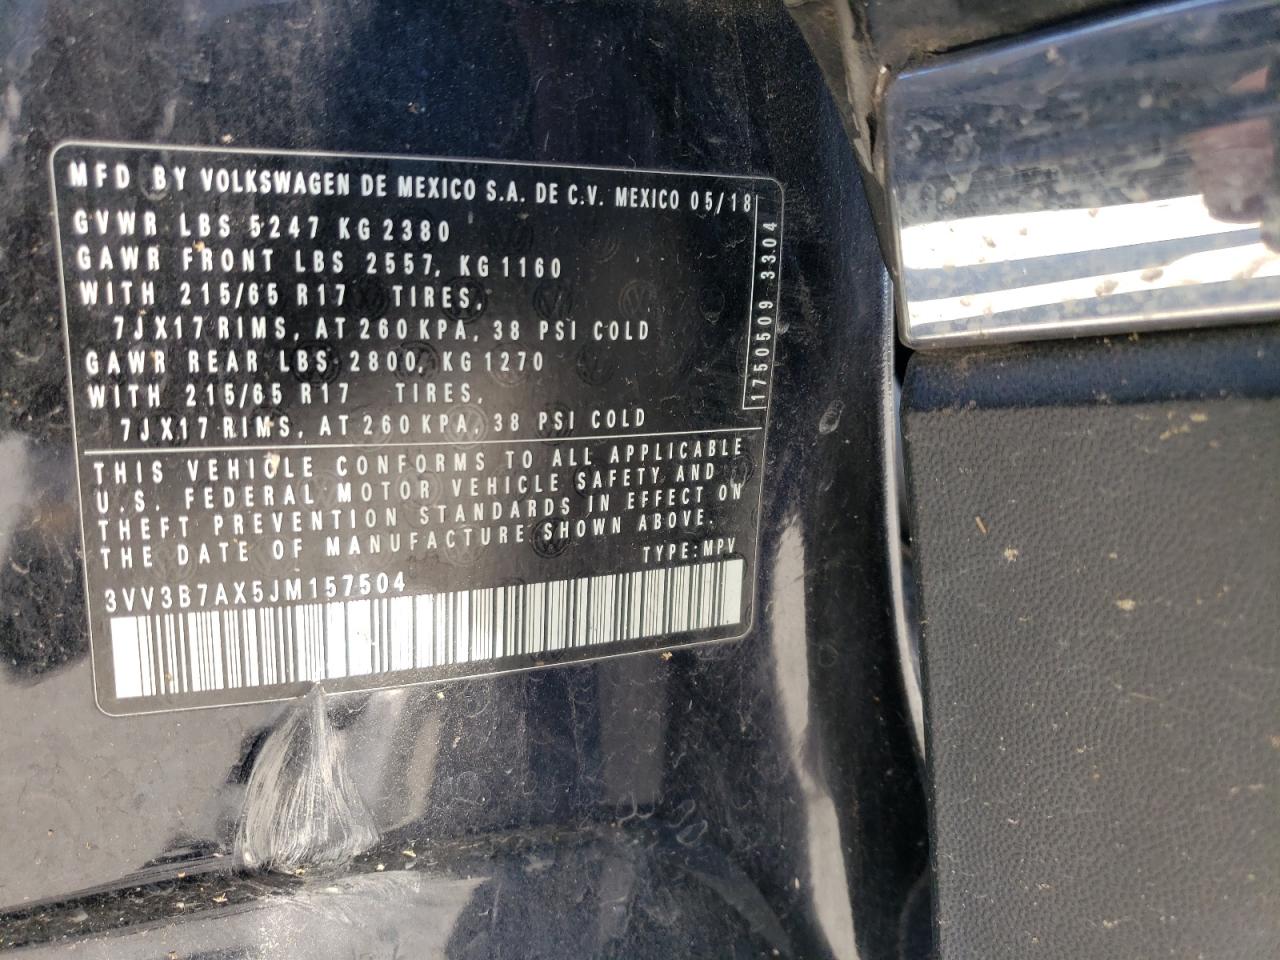 MFD BY VOLKSWAGEN DE MEXICO S.A. DE C.V. MEXICO 05/18
GVWR LBS 5247 KG 2380
GAWR FRONT LBS 2557, KG 1160
WITH 215/65 R17 TIRES,
7JX17 RIMS, AT 260 KPA, 38 PSI COLD
GAWR REAR LBS 2800, KG 1270
WITH 215/65 R17 TIRES,
7JX17 RIMS, AT 260 KPA, 38 PSI COLD
1750509 3304
THIS VEHICLE CONFORMS TO ALL APPLICABLE
U.S. FEDERAL MOTOR VEHICLE SAFETY AND
THEFT PREVENTION STANDARDS IN EFFECT ON
THE DATE OF MANUFACTURE SHOWN ABOVE.
TYPE: MPV
3VV3B7AX5JM157504